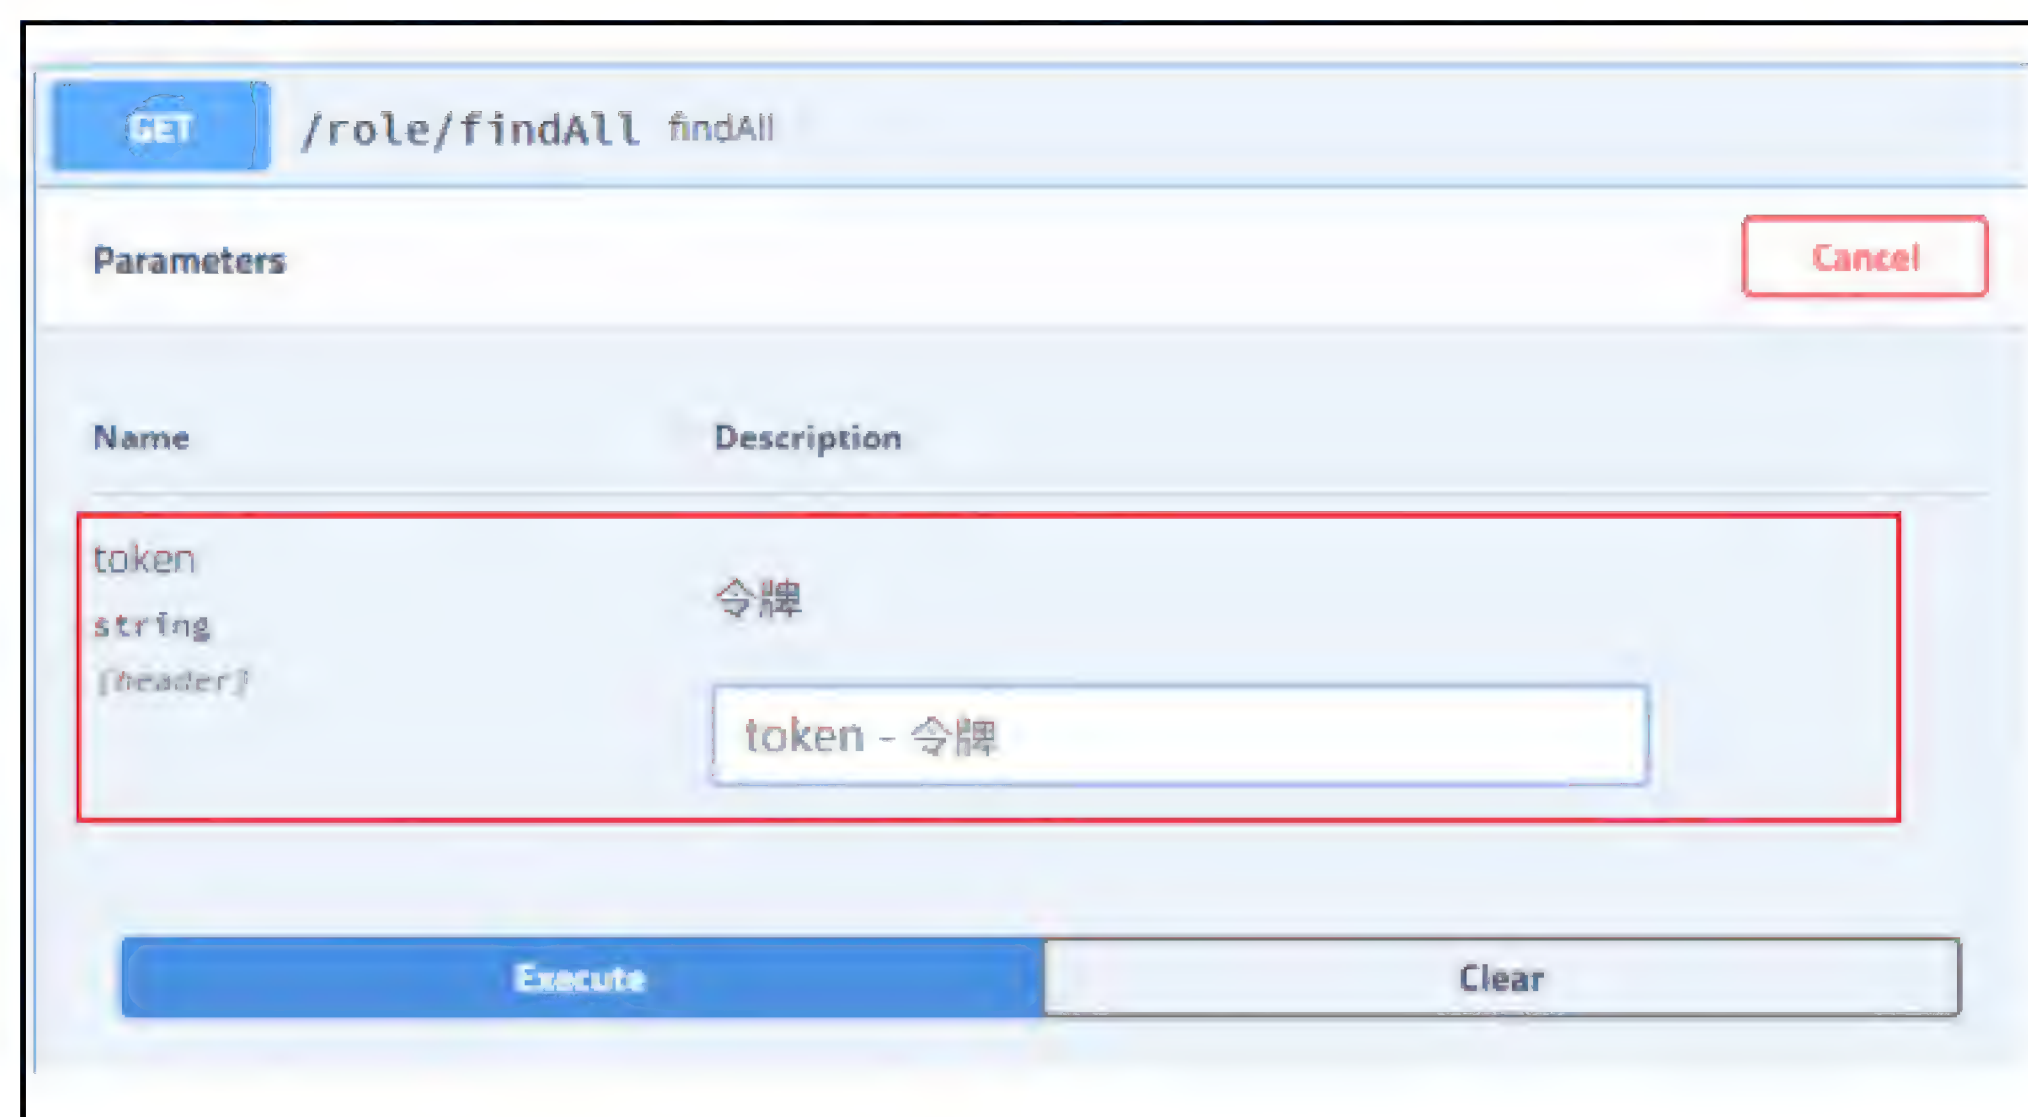 GET /role/findAll findAll
Parameters Cancel
Name Description
token
令牌
string
(header)
token - 令牌
Execute Clear